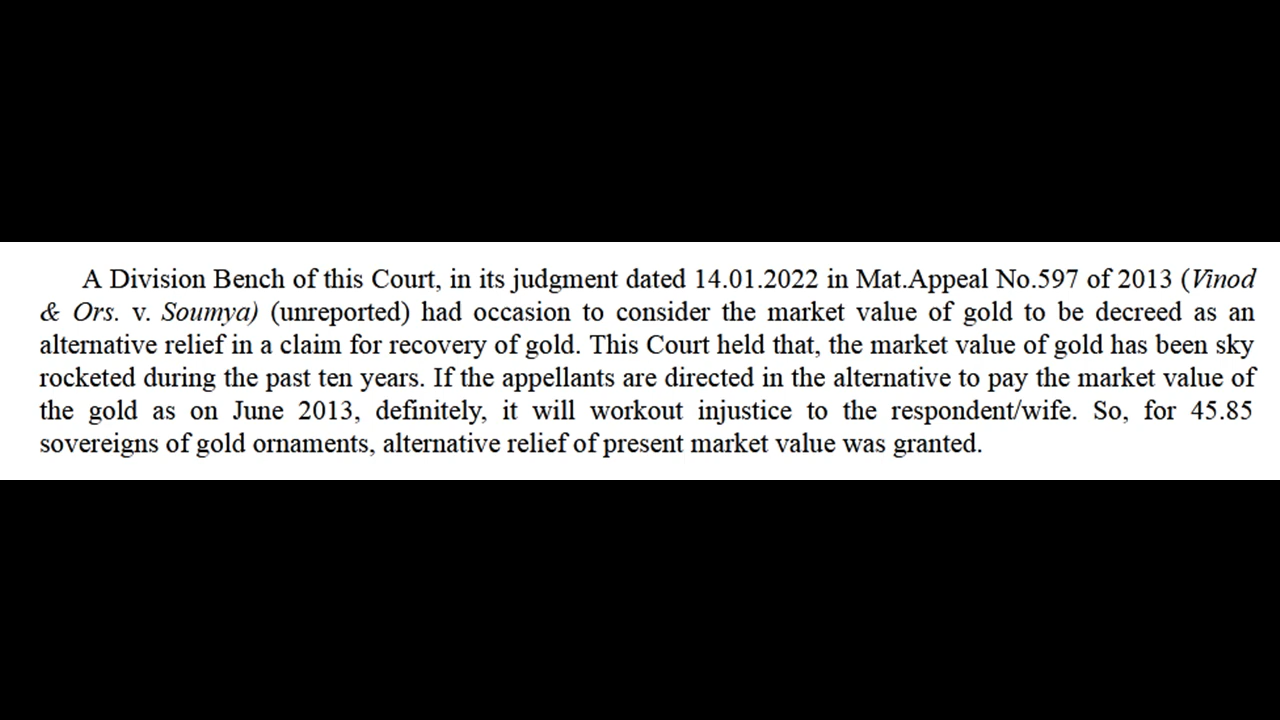 A Division Bench of this Court, in its judgment dated 14.01.2022 in Mat.Appeal No.597 of 2013 (Vinod
& Ors. v. Soumya) (unreported) had occasion to consider the market value of gold to be decreed as an
alternative relief in a claim for recovery of gold. This Court held that, the market value of gold has been sky
rocketed during the past ten years. If the appellants are directed in the alternative to pay the market value of
the gold as on June 2013, definitely, it will workout injustice to the respondent/wife. So, for 45.85
sovereigns of gold ornaments, alternative relief of present market value was granted.